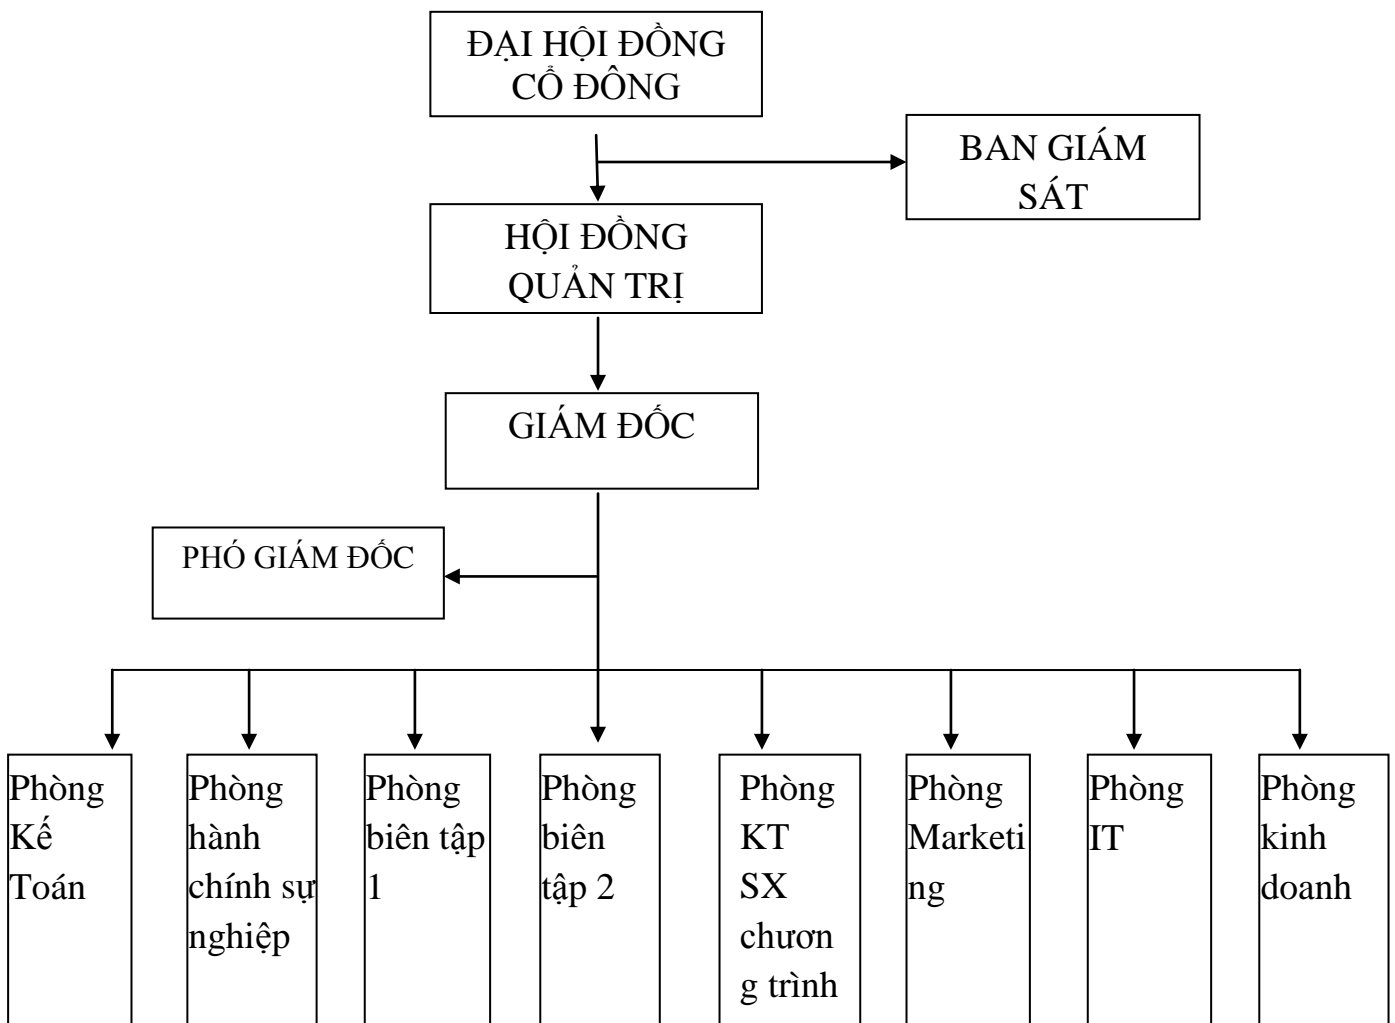 ĐẠI HỘI ĐỒNG
CỔ ĐÔNG
BAN GIÁM
SÁT
HỘI ĐỒNG
QUẢN TRỊ
GIÁM ĐỐC
PHÓ GIÁM ĐỐC
Phòng
Kế
Toán
Phòng
hành
chính sự
nghiệp
Phòng
biên tập
1
Phòng
biên
tập 2
Phòng
KT
SX
chươn
g trình
Phòng
Marketi
ng
Phòng
IT
Phòng
kinh
doanh